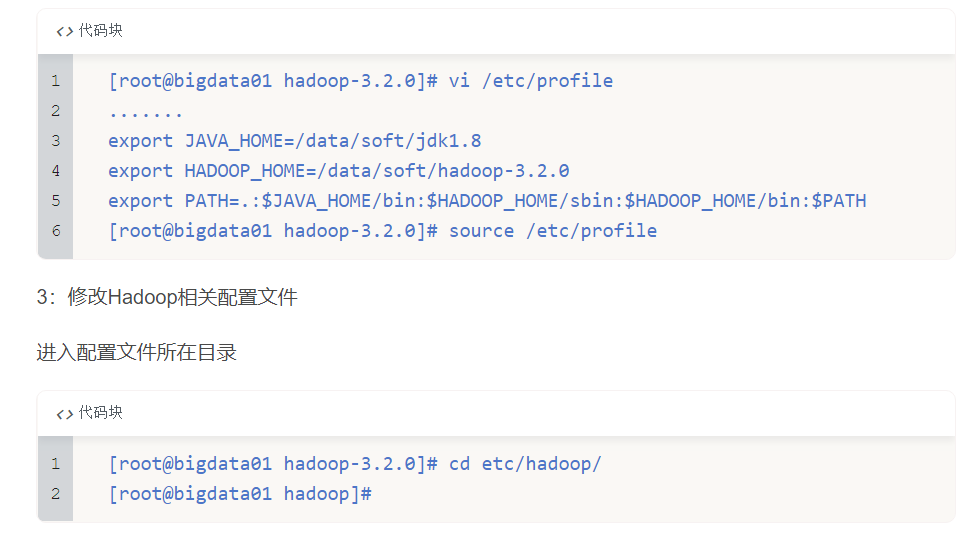 <> 代码块
1 [root@bigdata01 hadoop-3.2.0]# vi /etc/profile
2 .......
3 export JAVA_HOME=/data/soft/jdk1.8
4 export HADOOP_HOME=/data/soft/hadoop-3.2.0
5 export PATH=.:$JAVA_HOME/bin:$HADOOP_HOME/sbin:$HADOOP_HOME/bin:$PATH
6 [root@bigdata01 hadoop-3.2.0]# source /etc/profile
3：修改Hadoop相关配置文件
进入配置文件所在目录
<> 代码块
1 [root@bigdata01 hadoop-3.2.0]# cd etc/hadoop/
2 [root@bigdata01 hadoop]#